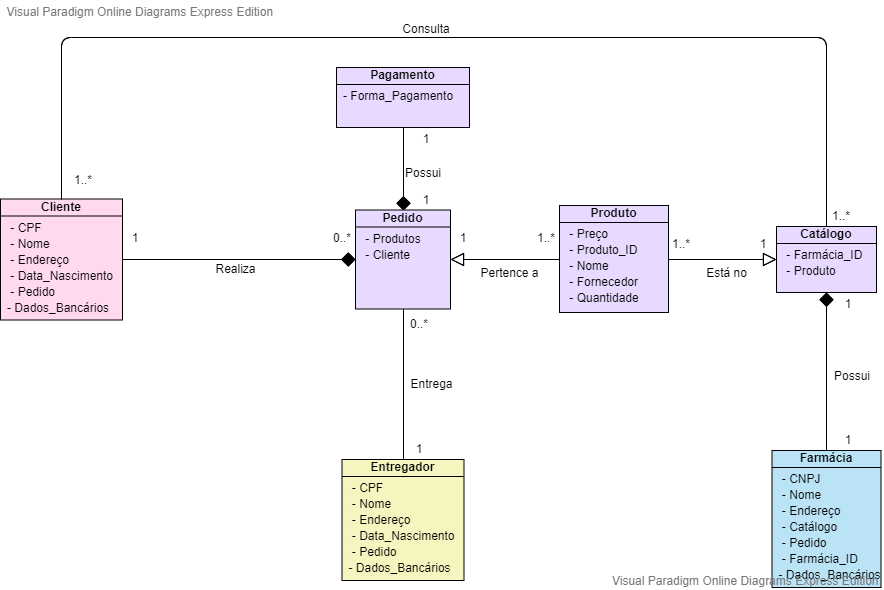 Visual Paradigm Online Diagrams Express Edition
Consulta
Pagamento
- Forma_Pagamento
1
Possui
1
1..*
Cliente
- CPF
- Nome
- Endereço
- Data_Nascimento
- Pedido
- Dados_Bancários
1
Realiza
0..*
Pedido
- Produtos
- Cliente
1
Pertence a
1..*
Produto
- Preço
- Produto_ID
- Nome
- Fornecedor
- Quantidade
1..*
Está no
1
1..*
Catálogo
- Farmácia_ID
- Produto
1
Possui
1
0..*
Entrega
1
Entregador
- CPF
- Nome
- Endereço
- Data_Nascimento
- Pedido
- Dados_Bancários
Farmácia
- CNPJ
- Nome
- Endereço
- Catálogo
- Pedido
- Farmácia_ID
- Dados_Bancários
Visual Paradigm Online Diagrams Express Edition